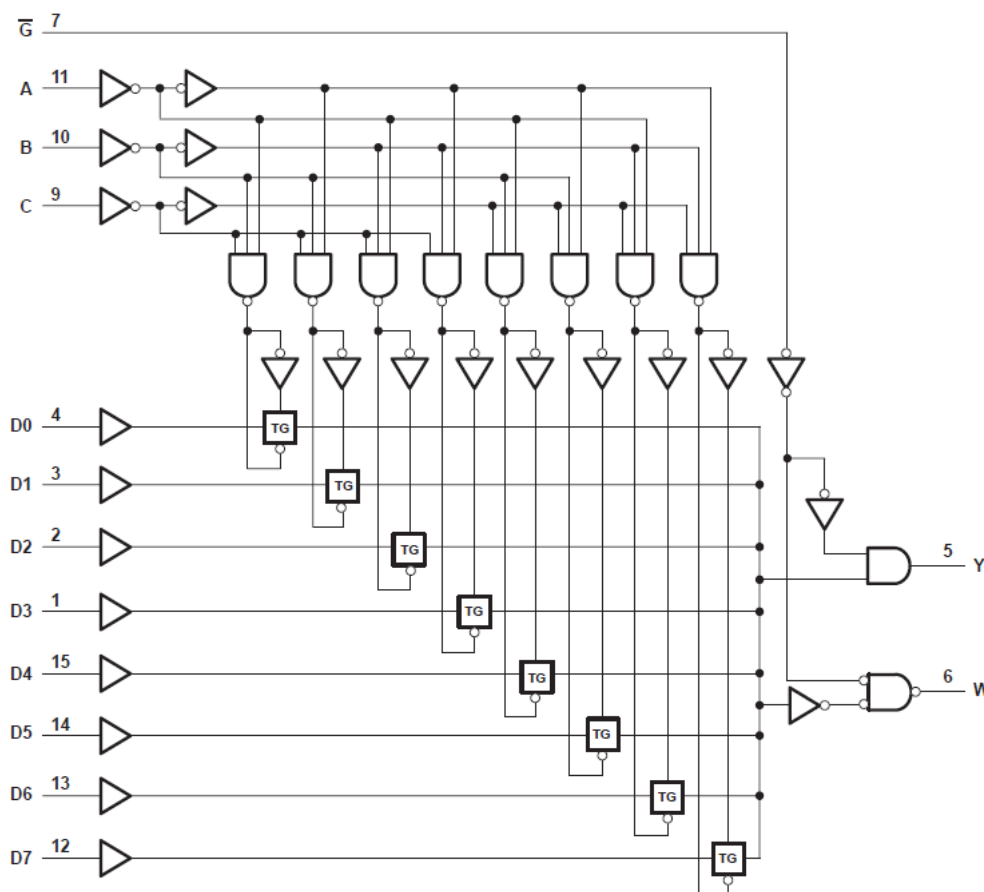 G̅ 7
A 11
B 10
C 9
D0 4
TG
D1 3
TG
D2 2
TG
5 Y
D3 1
TG
D4 15
TG
6 W
D5 14
TG
D6 13
TG
D7 12
TG